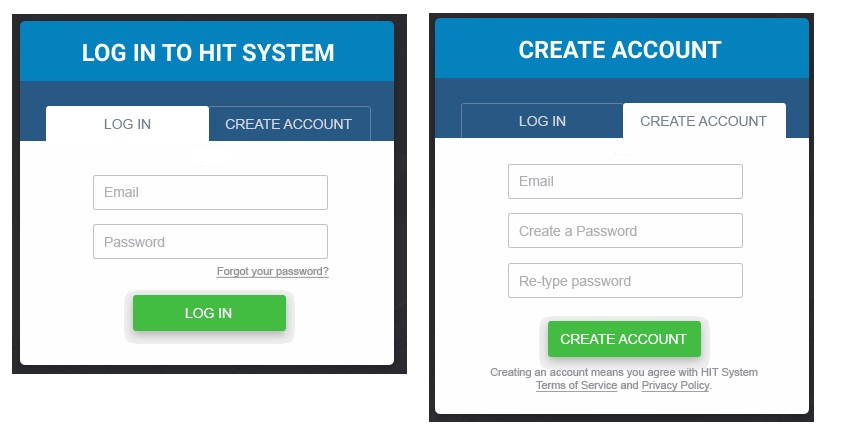 LOG IN TO HIT SYSTEM
LOG IN
CREATE ACCOUNT
Email
Password
Forgot your password?
LOG IN
CREATE ACCOUNT
LOG IN
CREATE ACCOUNT
Email
Create a Password
Re-type password
CREATE ACCOUNT
Creating an account means you agree with HIT System
Terms of Service and Privacy Policy.